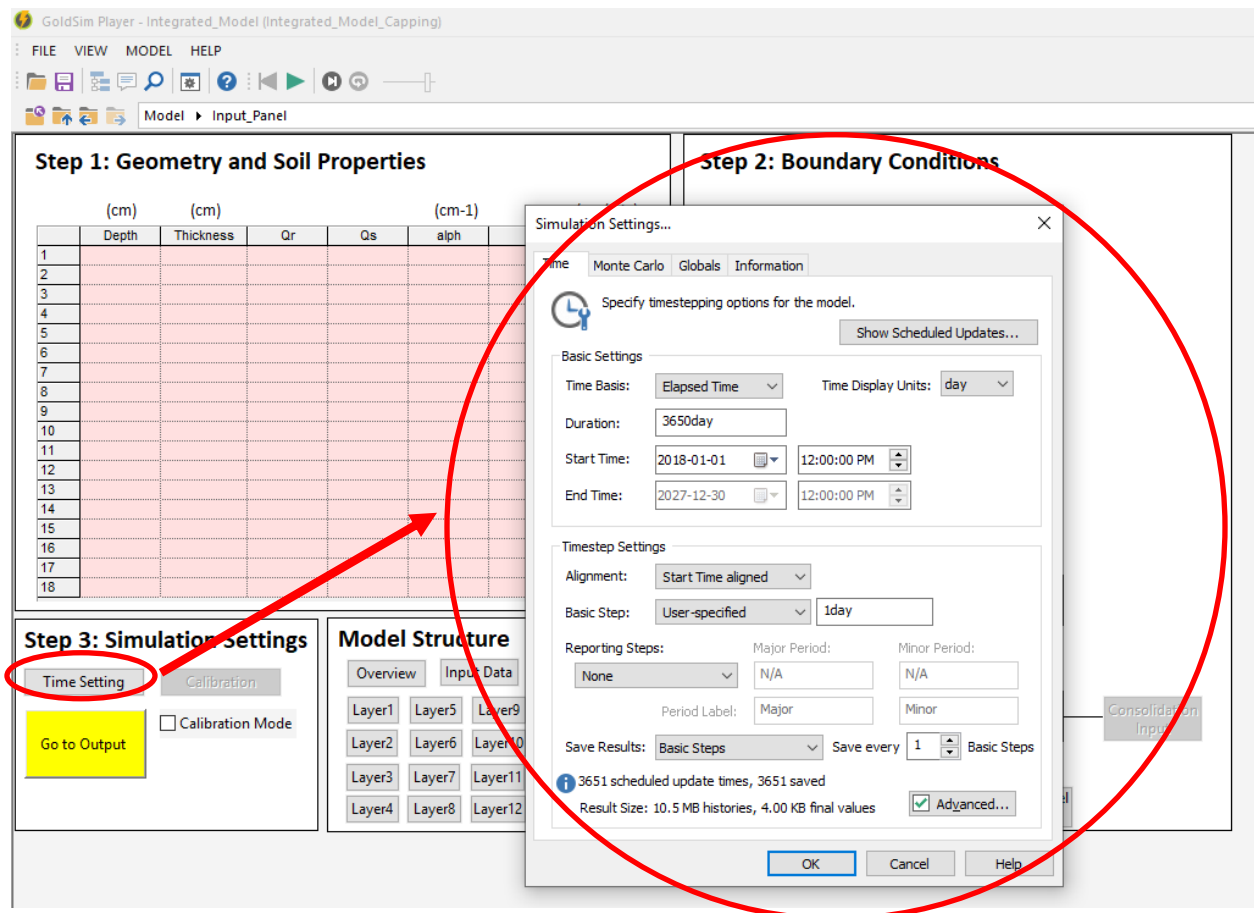 GoldSim Player - Integrated_Model (Integrated_Model_Capping)
FILE VIEW MODEL HELP
Model Input_Panel
Step 1: Geometry and Soil Properties
(cm) (cm) (cm-1)
Depth Thickness Qr Qs alph
1
2
3
4
5
6
7
8
9
10
11
12
13
14
15
16
17
18
Step 2: Boundary Conditions
Simulation Settings...
Time Monte Carlo Globals Information
Specify timestepping options for the model.
Show Scheduled Updates...
Basic Settings
Time Basis: Elapsed Time Time Display Units: day
Duration: 3650day
Start Time: 2018-01-01 12:00:00 PM
End Time: 2027-12-30 12:00:00 PM
Timestep Settings
Alignment: Start Time aligned
Basic Step: User-specified 1day
Reporting Steps: Major Period: Minor Period:
None N/A N/A
Period Label: Major Minor
Save Results: Basic Steps Save every 1 Basic Steps
3651 scheduled update times, 3651 saved
Result Size: 10.5 MB histories, 4.00 KB final values Advanced...
OK Cancel Help
Step 3: Simulation Settings
Time Setting Calibration
Calibration Mode
Go to Output
Model Structure
Overview Input Data
Layer1 Layer5 Layer9
Layer2 Layer6 Layer10
Layer3 Layer7 Layer11
Layer4 Layer8 Layer12
Consolidation
Input